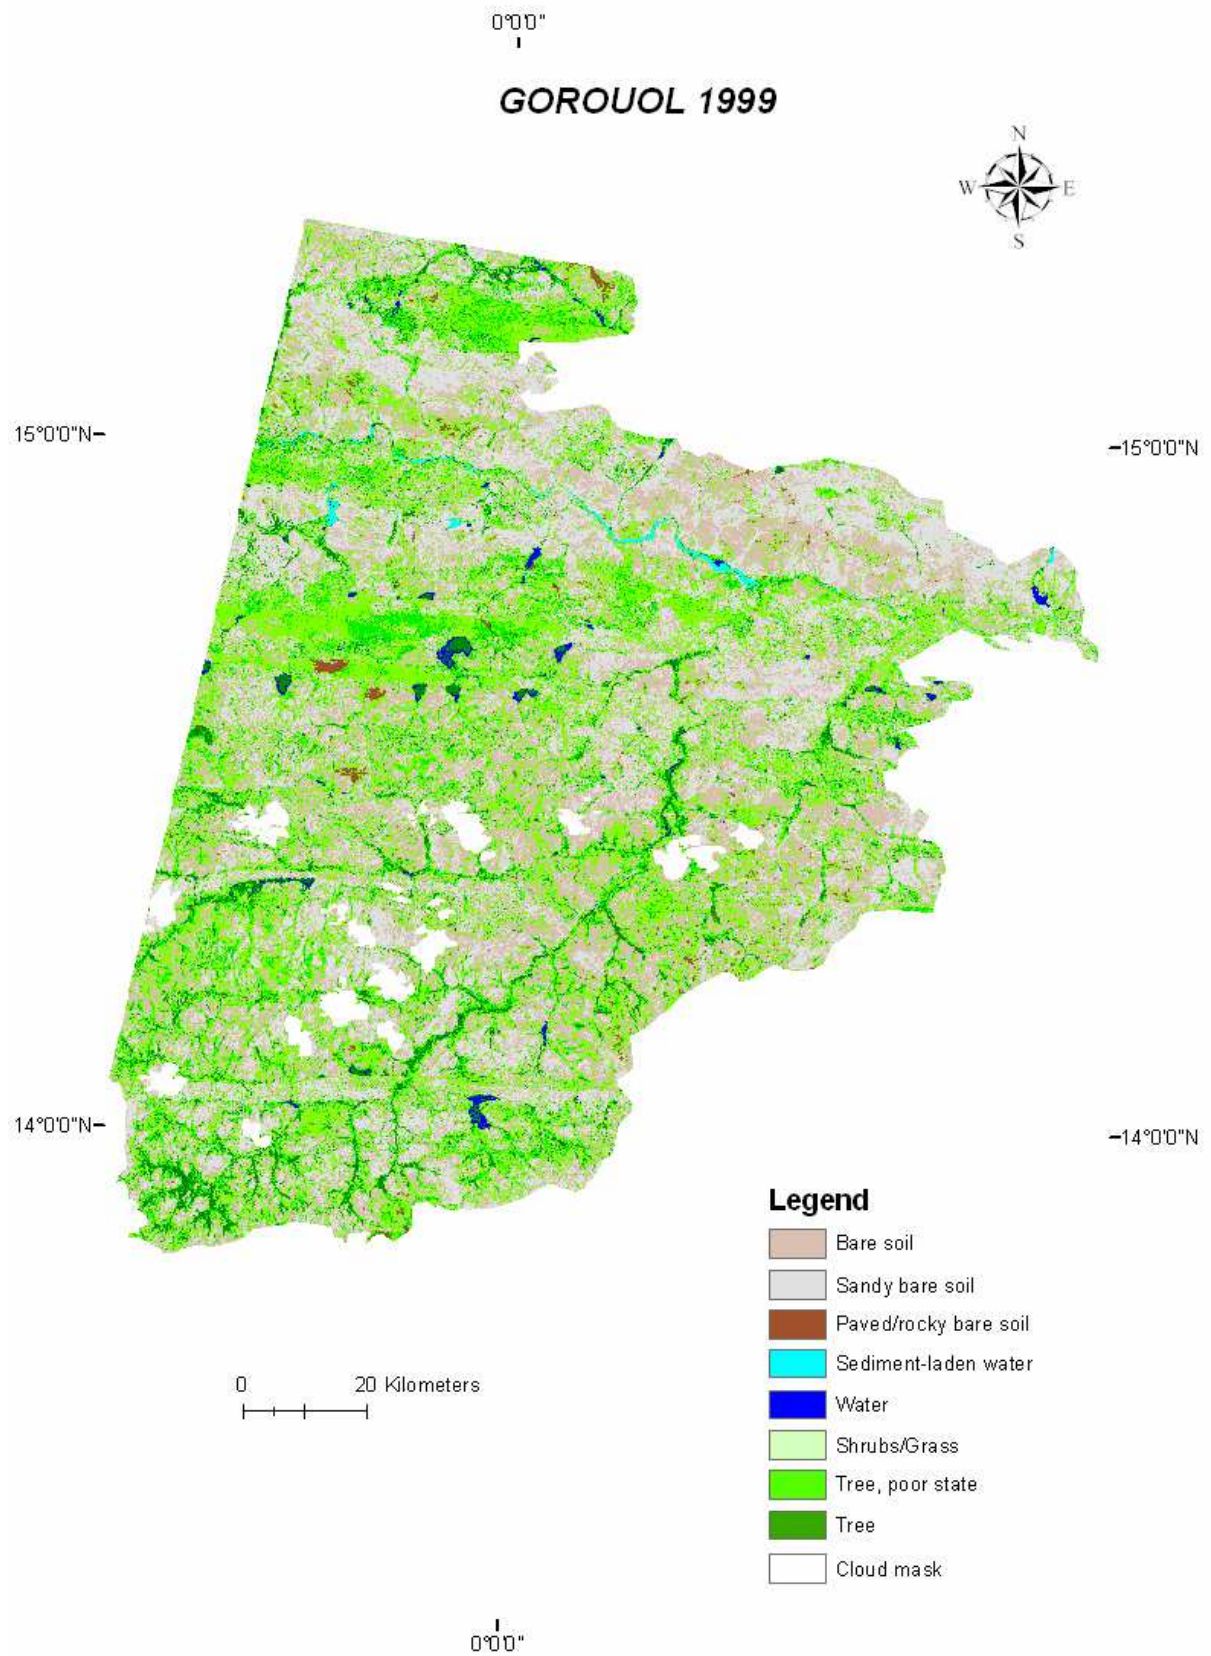 0°0'0"
GOROUOL 1999
N
W E
S
15°0'0"N
15°0'0"N
14°0'0"N
14°0'0"N
Legend
Bare soil
Sandy bare soil
Paved/rocky bare soil
Sediment-laden water
Water
Shrubs/Grass
Tree, poor state
Tree
Cloud mask
0 20 Kilometers
0°0'0"